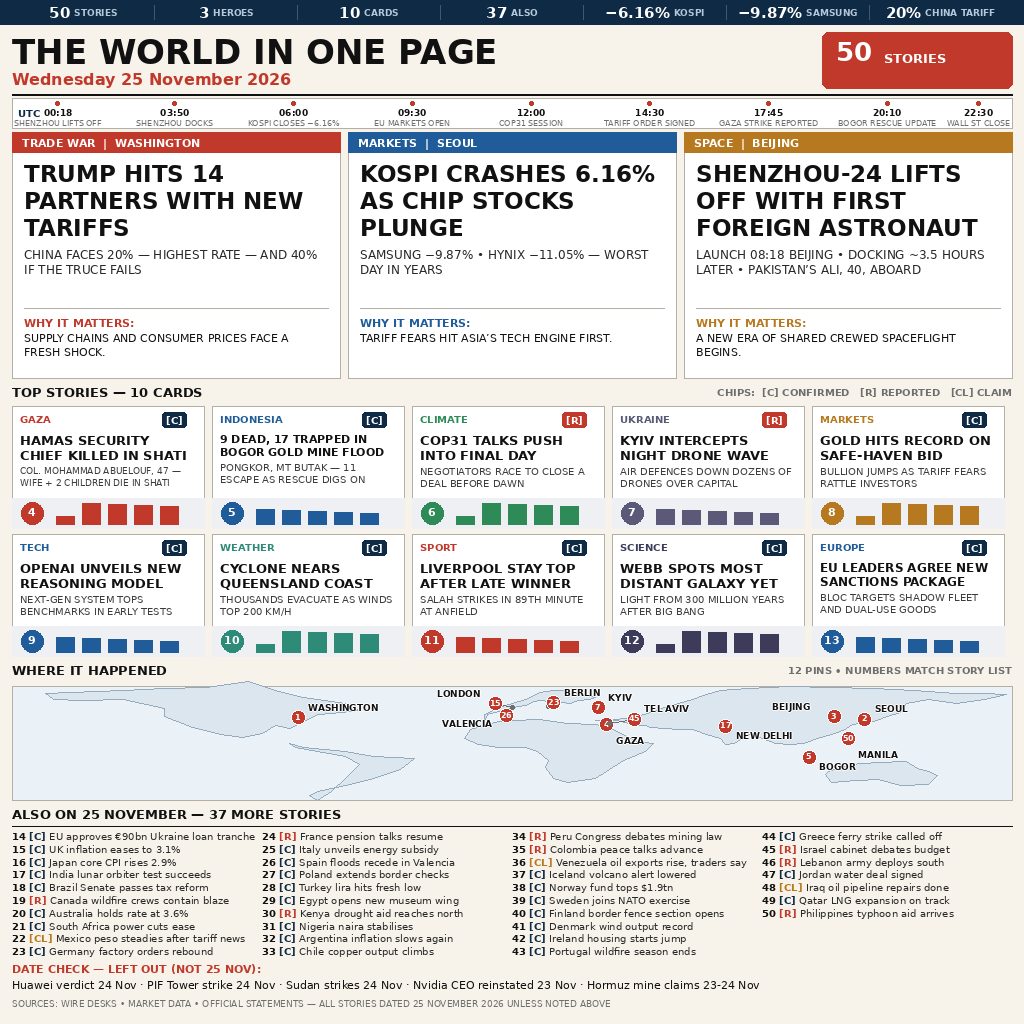 50 STORIES
3 HEROES
10 CARDS
37 ALSO
−6.16% KOSPI
−9.87% SAMSUNG
20% CHINA TARIFF
THE WORLD IN ONE PAGE
Wednesday 25 November 2026
50 STORIES
UTC
00:18
03:50
06:00
09:30
12:00
14:30
17:45
20:10
22:30
SHENZHOU LIFTS OFF
SHENZHOU DOCKS
KOSPI CLOSES −6.16%
EU MARKETS OPEN
COP31 SESSION
TARIFF ORDER SIGNED
GAZA STRIKE REPORTED
BOGOR RESCUE UPDATE
WALL ST CLOSE
TRADE WAR | WASHINGTON
TRUMP HITS 14
PARTNERS WITH NEW
TARIFFS
CHINA FACES 20% — HIGHEST RATE — AND 40%
IF THE TRUCE FAILS
WHY IT MATTERS:
SUPPLY CHAINS AND CONSUMER PRICES FACE A
FRESH SHOCK.
MARKETS | SEOUL
KOSPI CRASHES 6.16%
AS CHIP STOCKS
PLUNGE
SAMSUNG −9.87% • HYNIX −11.05% — WORST
DAY IN YEARS
WHY IT MATTERS:
TARIFF FEARS HIT ASIA’S TECH ENGINE FIRST.
SPACE | BEIJING
SHENZHOU-24 LIFTS
OFF WITH FIRST
FOREIGN ASTRONAUT
LAUNCH 08:18 BEIJING • DOCKING ~3.5 HOURS
LATER • PAKISTAN’S ALI, 40, ABOARD
WHY IT MATTERS:
A NEW ERA OF SHARED CREWED SPACEFLIGHT
BEGINS.
TOP STORIES — 10 CARDS
CHIPS: [C] CONFIRMED [R] REPORTED [CL] CLAIM
GAZA [C]
HAMAS SECURITY
CHIEF KILLED IN SHATI
COL. MOHAMMAD ABUELOUF, 47 —
WIFE + 2 CHILDREN DIE IN SHATI
4
INDONESIA [C]
9 DEAD, 17 TRAPPED IN
BOGOR GOLD MINE FLOOD
PONGKOR, MT BUTAK — 11
ESCAPE AS RESCUE DIGS ON
5
CLIMATE [R]
COP31 TALKS PUSH
INTO FINAL DAY
NEGOTIATORS RACE TO CLOSE A
DEAL BEFORE DAWN
6
UKRAINE [R]
KYIV INTERCEPTS
NIGHT DRONE WAVE
AIR DEFENCES DOWN DOZENS OF
DRONES OVER CAPITAL
7
MARKETS [C]
GOLD HITS RECORD ON
SAFE-HAVEN BID
BULLION JUMPS AS TARIFF FEARS
RATTLE INVESTORS
8
TECH [C]
OPENAI UNVEILS NEW
REASONING MODEL
NEXT-GEN SYSTEM TOPS
BENCHMARKS IN EARLY TESTS
9
WEATHER [C]
CYCLONE NEARS
QUEENSLAND COAST
THOUSANDS EVACUATE AS WINDS
TOP 200 KM/H
10
SPORT [C]
LIVERPOOL STAY TOP
AFTER LATE WINNER
SALAH STRIKES IN 89TH MINUTE
AT ANFIELD
11
SCIENCE [C]
WEBB SPOTS MOST
DISTANT GALAXY YET
LIGHT FROM 300 MILLION YEARS
AFTER BIG BANG
12
EUROPE [C]
EU LEADERS AGREE NEW
SANCTIONS PACKAGE
BLOC TARGETS SHADOW FLEET
AND DUAL-USE GOODS
13
WHERE IT HAPPENED
12 PINS • NUMBERS MATCH STORY LIST
1 WASHINGTON
LONDON 15
VALENCIA 26
23 BERLIN
7 KYIV
4 GAZA
45 TEL AVIV
17 NEW DELHI
BEIJING 3
2 SEOUL
50 MANILA
5 BOGOR
ALSO ON 25 NOVEMBER — 37 MORE STORIES
14 [C] EU approves €90bn Ukraine loan tranche
15 [C] UK inflation eases to 3.1%
16 [C] Japan core CPI rises 2.9%
17 [C] India lunar orbiter test succeeds
18 [C] Brazil Senate passes tax reform
19 [R] Canada wildfire crews contain blaze
20 [C] Australia holds rate at 3.6%
21 [C] South Africa power cuts ease
22 [CL] Mexico peso steadies after tariff news
23 [C] Germany factory orders rebound
24 [R] France pension talks resume
25 [C] Italy unveils energy subsidy
26 [C] Spain floods recede in Valencia
27 [C] Poland extends border checks
28 [C] Turkey lira hits fresh low
29 [C] Egypt opens new museum wing
30 [R] Kenya drought aid reaches north
31 [C] Nigeria naira stabilises
32 [C] Argentina inflation slows again
33 [C] Chile copper output climbs
34 [R] Peru Congress debates mining law
35 [R] Colombia peace talks advance
36 [CL] Venezuela oil exports rise, traders say
37 [C] Iceland volcano alert lowered
38 [C] Norway fund tops $1.9tn
39 [C] Sweden joins NATO exercise
40 [C] Finland border fence section opens
41 [C] Denmark wind output record
42 [C] Ireland housing starts jump
43 [C] Portugal wildfire season ends
44 [C] Greece ferry strike called off
45 [R] Israel cabinet debates budget
46 [R] Lebanon army deploys south
47 [C] Jordan water deal signed
48 [CL] Iraq oil pipeline repairs done
49 [C] Qatar LNG expansion on track
50 [R] Philippines typhoon aid arrives
DATE CHECK — LEFT OUT (NOT 25 NOV):
Huawei verdict 24 Nov · PIF Tower strike 24 Nov · Sudan strikes 24 Nov · Nvidia CEO reinstated 23 Nov · Hormuz mine claims 23-24 Nov
SOURCES: WIRE DESKS • MARKET DATA • OFFICIAL STATEMENTS — ALL STORIES DATED 25 NOVEMBER 2026 UNLESS NOTED ABOVE